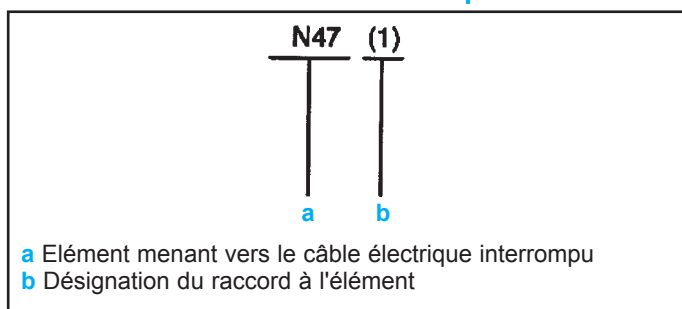 N47 (1)
a b
a Elément menant vers le câble électrique interrompu
b Désignation du raccord à l'élément